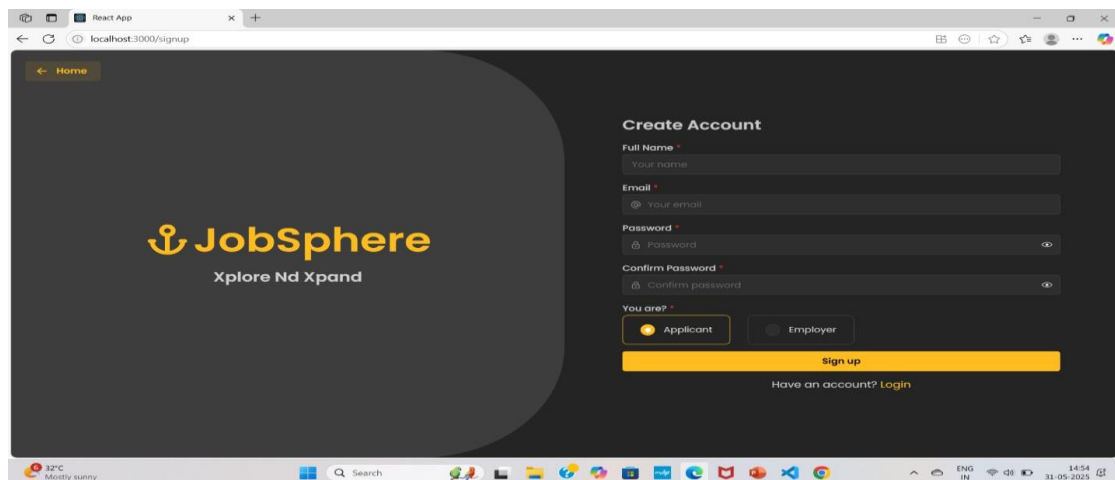 React App
localhost:3000/signup
← Home
Create Account
Full Name *
Your name
Email *
@ Your email
Password *
Password
JobSphere
Confirm Password *
Xplore Nd Xpand
Confirm password
You are? *
Applicant Employer
Sign up
Have an account? Login
6
32°C
Mostly sunny
Search
ENG
IN
14:54
31-05-2025